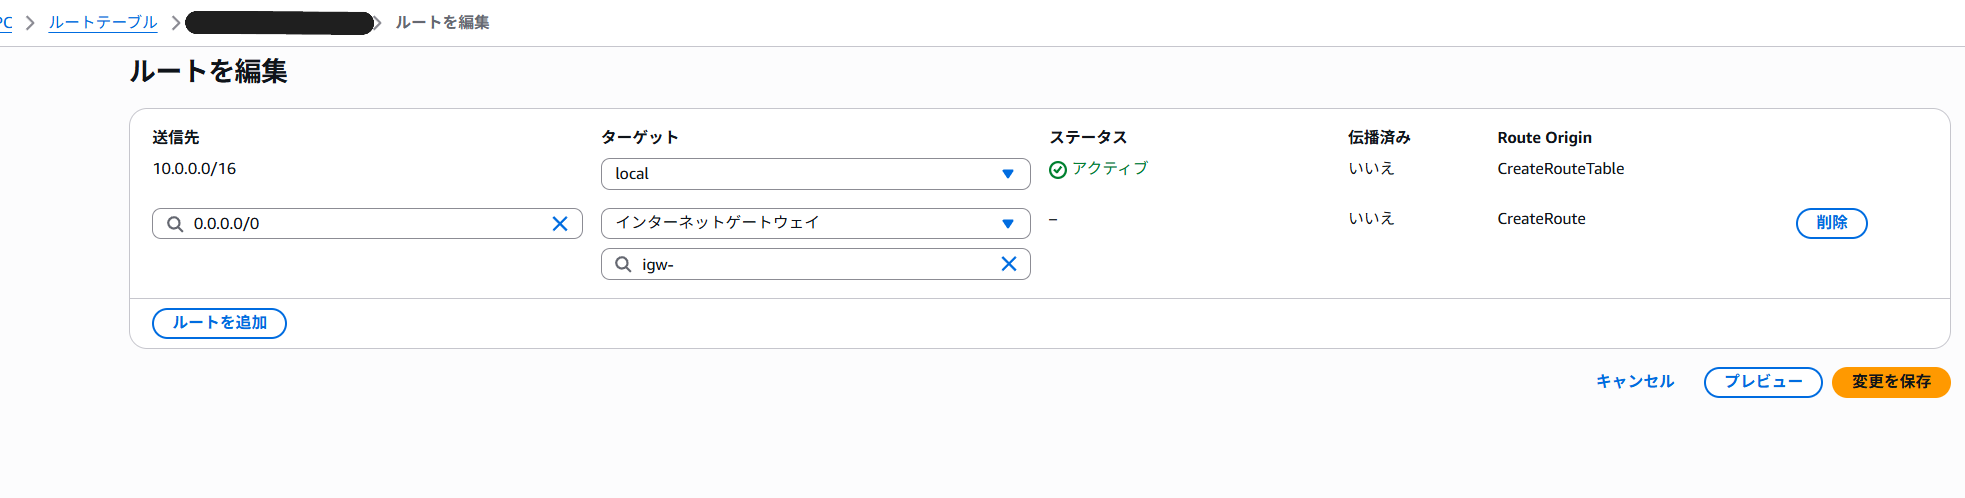 PC > ルートテーブル > > ルートを編集
ルートを編集
送信先 ターゲット ステータス 伝播済み Route Origin
10.0.0.0/16 local アクティブ いいえ CreateRouteTable
0.0.0.0/0 インターネットゲートウェイ – いいえ CreateRoute 削除
igw-
ルートを追加
キャンセル プレビュー 変更を保存